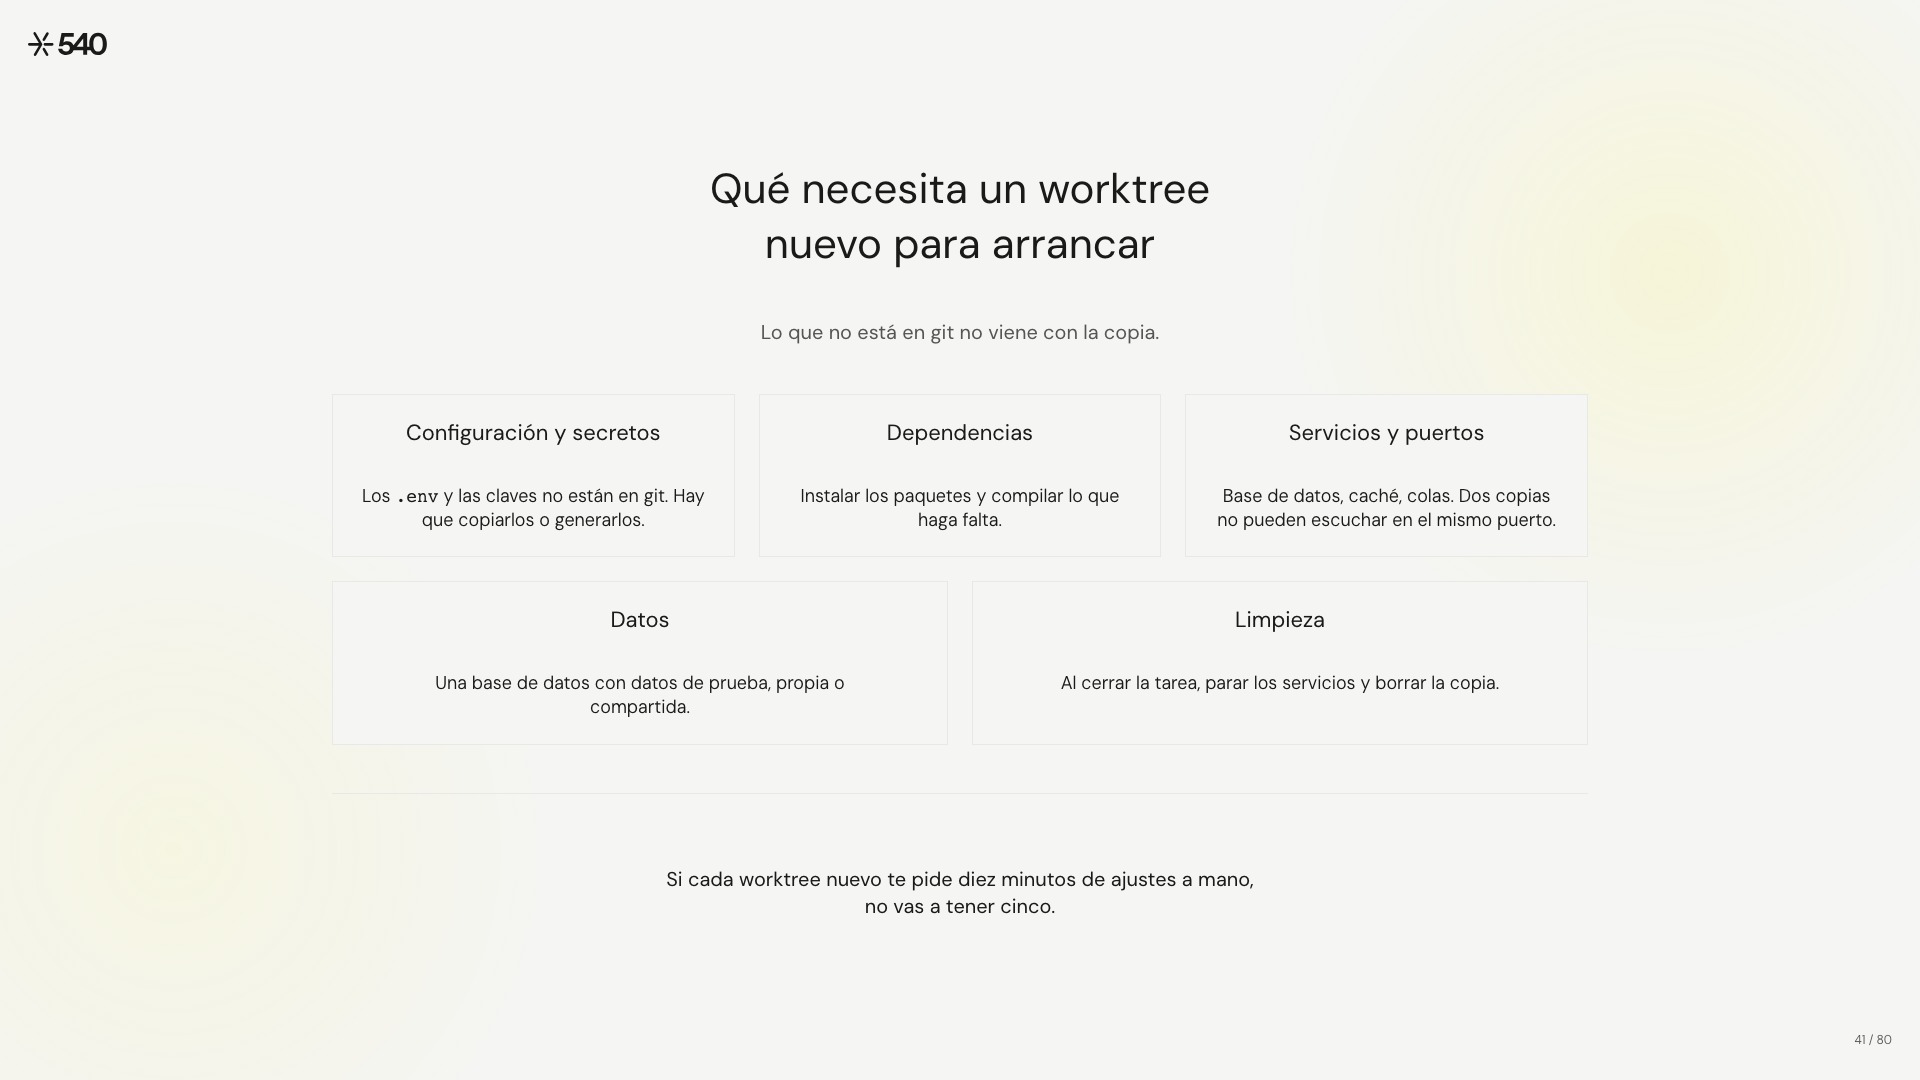 540
Qué necesita un worktree
nuevo para arrancar
Lo que no está en git no viene con la copia.
Configuración y secretos
Los .env y las claves no están en git. Hay
que copiarlos o generarlos.
Dependencias
Instalar los paquetes y compilar lo que
haga falta.
Servicios y puertos
Base de datos, caché, colas. Dos copias
no pueden escuchar en el mismo puerto.
Datos
Una base de datos con datos de prueba, propia o
compartida.
Limpieza
Al cerrar la tarea, parar los servicios y borrar la copia.
Si cada worktree nuevo te pide diez minutos de ajustes a mano,
no vas a tener cinco.
41 / 80